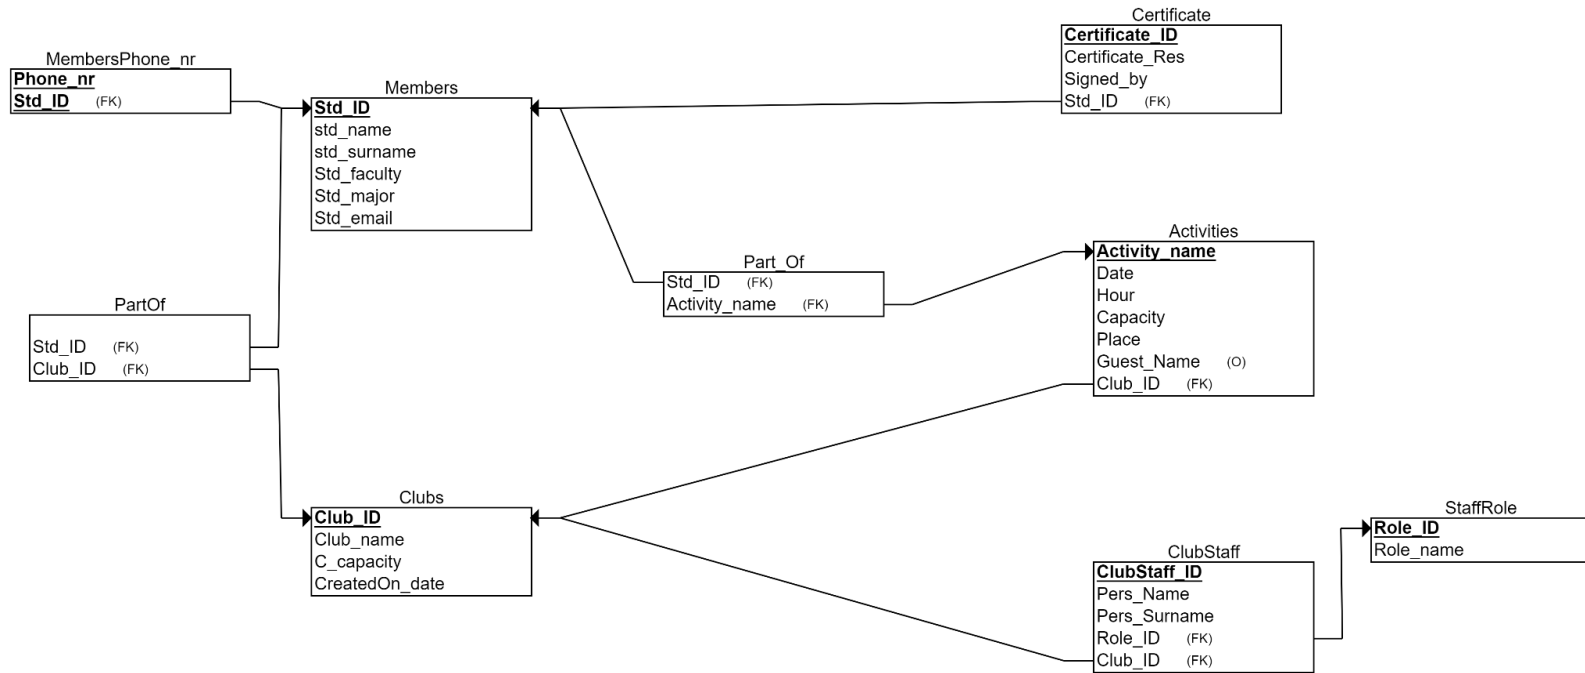 Certificate
Certificate_ID
Certificate_Res
Signed_by
Std_ID (FK)
MembersPhone_nr
Phone_nr
Std_ID (FK)
Members
Std_ID
std_name
std_surname
Std_faculty
Std_major
Std_email
Activities
Activity_name
Date
Hour
Capacity
Place
Guest_Name (O)
Club_ID (FK)
Part_Of
Std_ID (FK)
Activity_name (FK)
PartOf
Std_ID (FK)
Club_ID (FK)
Clubs
Club_ID
Club_name
C_capacity
CreatedOn_date
StaffRole
Role_ID
Role_name
ClubStaff
ClubStaff_ID
Pers_Name
Pers_Surname
Role_ID (FK)
Club_ID (FK)